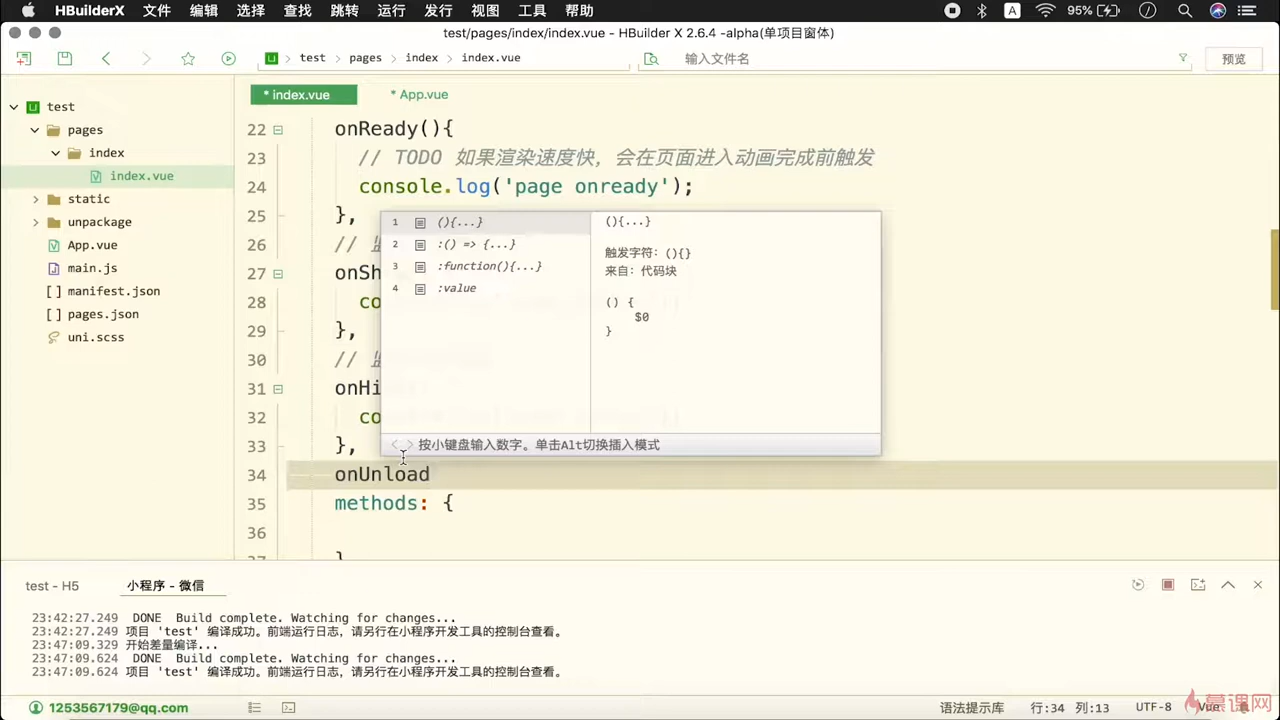 HBuilderX 文件 编辑 选择 查找 跳转 运行 发行 视图 工具 帮助 A 95%
test/pages/index/index.vue - HBuilder X 2.6.4 -alpha(单项目窗体)
test pages index index.vue 输入文件名 预览
test
pages
index
index.vue
static
unpackage
App.vue
main.js
[ ] manifest.json
[ ] pages.json
uni.scss
* index.vue * App.vue
22 onReady(){
23 // TODO 如果渲染速度快，会在页面进入动画完成前触发
24 console.log('page onready');
25 },
26 //
27 onSh
28 co
29 },
30 //
31 onHi
32 co
33 },
34 onUnload
35 methods: {
36
1 (){...}
2 :() => {...}
3 :function(){...}
4 :value
(){...}
触发字符：(){}
来自：代码块
() {
$0
}
<> 按小键盘输入数字。单击Alt切换插入模式
test - H5 小程序 - 微信
23:42:27.249 DONE Build complete. Watching for changes...
23:42:27.249 项目 'test' 编译成功。前端运行日志，请另行在小程序开发工具的控制台查看。
23:47:09.329 开始差量编译...
23:47:09.624 DONE Build complete. Watching for changes...
23:47:09.624 项目 'test' 编译成功。前端运行日志，请另行在小程序开发工具的控制台查看。
1253567179@qq.com 语法提示库 行:34 列:13 UTF-8 Vue
慕课网